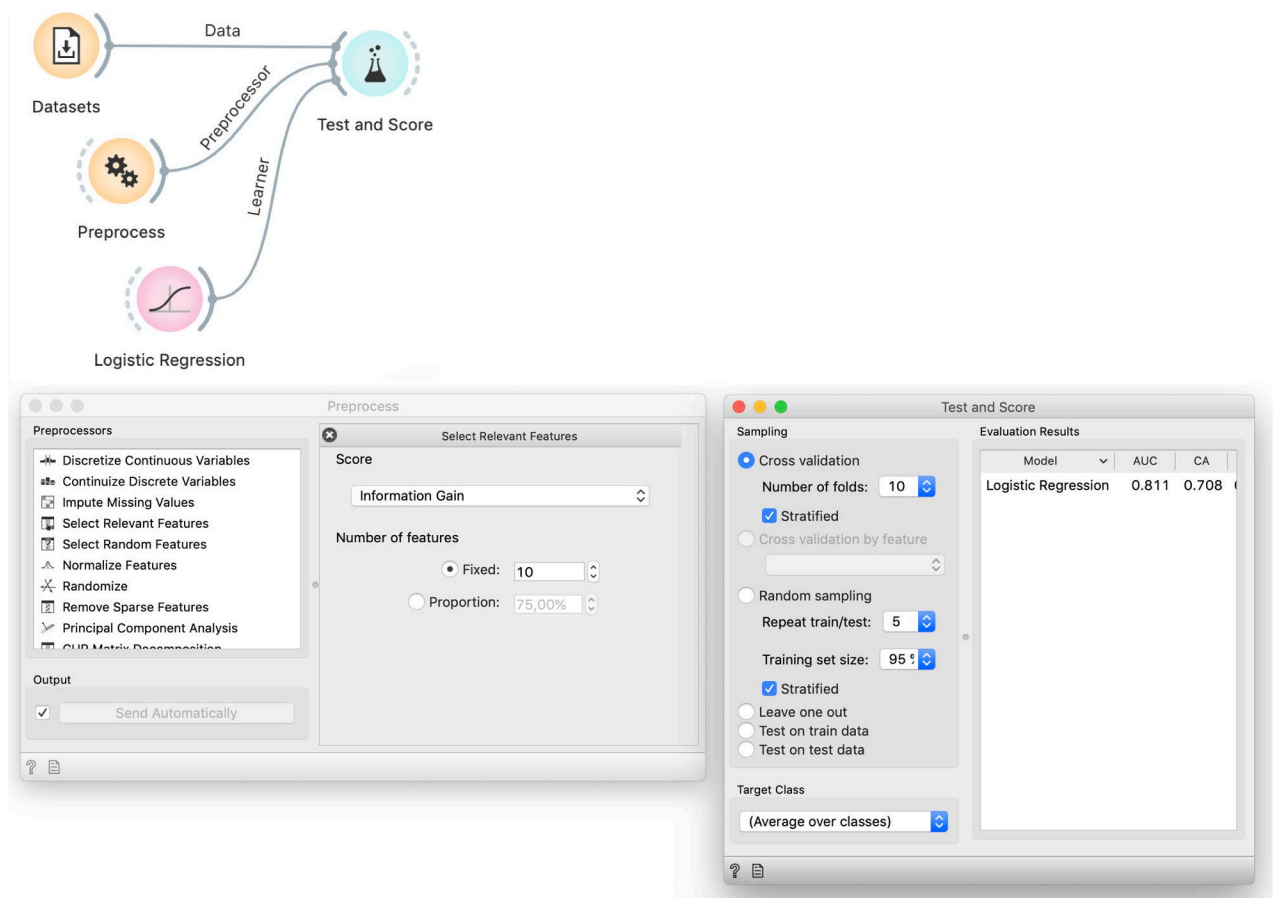 Data
Datasets
Preprocessor
Test and Score
Learner
Preprocess
Logistic Regression
Preprocess
Preprocessors
Discretize Continuous Variables
Continuize Discrete Variables
Impute Missing Values
Select Relevant Features
Select Random Features
Normalize Features
Randomize
Remove Sparse Features
Principal Component Analysis
CUR Matrix Decomposition
Output
Send Automatically
Select Relevant Features
Score
Information Gain
Number of features
Fixed: 10
Proportion: 75,00%
?
Test and Score
Sampling
Cross validation
Number of folds: 10
Stratified
Cross validation by feature
Random sampling
Repeat train/test: 5
Training set size: 95 %
Stratified
Leave one out
Test on train data
Test on test data
Target Class
(Average over classes)
Evaluation Results
Model AUC CA
Logistic Regression 0.811 0.708
?